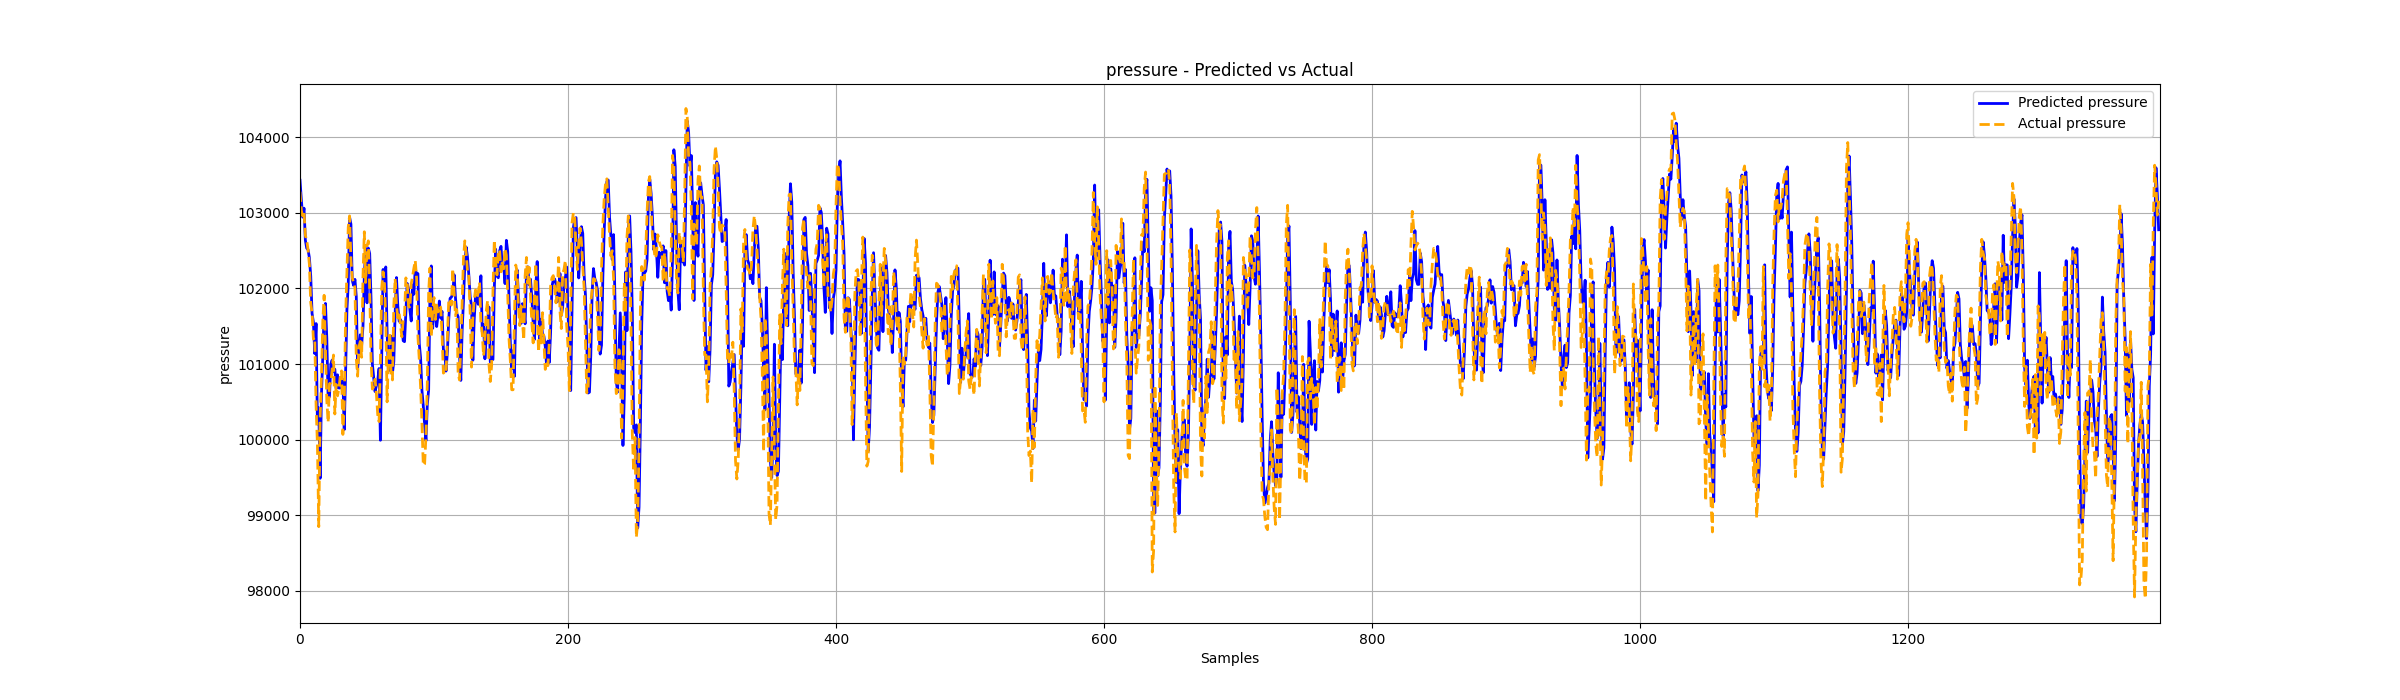 pressure - Predicted vs Actual
Predicted pressure
Actual pressure
104000
103000
102000
101000
100000
99000
98000
pressure
0 200 400 600 800 1000 1200
Samples